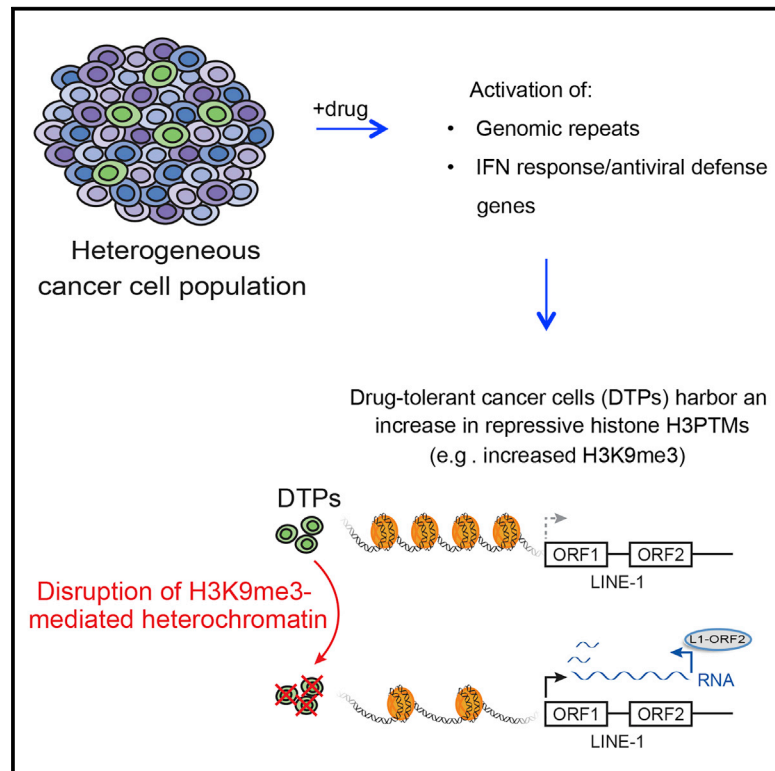 +drug
Activation of:
• Genomic repeats
• IFN response/antiviral defense
genes
Heterogeneous
cancer cell population
Drug-tolerant cancer cells (DTPs) harbor an
increase in repressive histone H3PTMs
(e.g . increased H3K9me3)
DTPs
ORF1 ORF2
LINE-1
Disruption of H3K9me3-
mediated heterochromatin
L1-ORF2
RNA
ORF1 ORF2
LINE-1